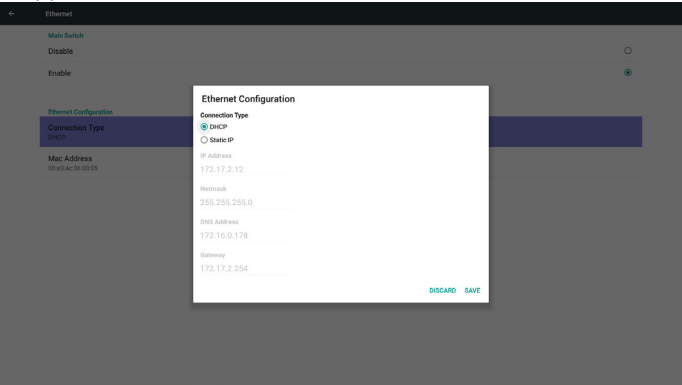 Ethernet
Main Switch
Disable
Enable
Ethernet Configuration
Connection Type
DHCP
Mac Address
00:e0:4c:56:00:05
Ethernet Configuration
Connection Type
DHCP
Static IP
IP Address
172.17.2.12
Netmask
255.255.255.0
DNS Address
172.16.0.178
Gateway
172.17.2.254
DISCARD SAVE